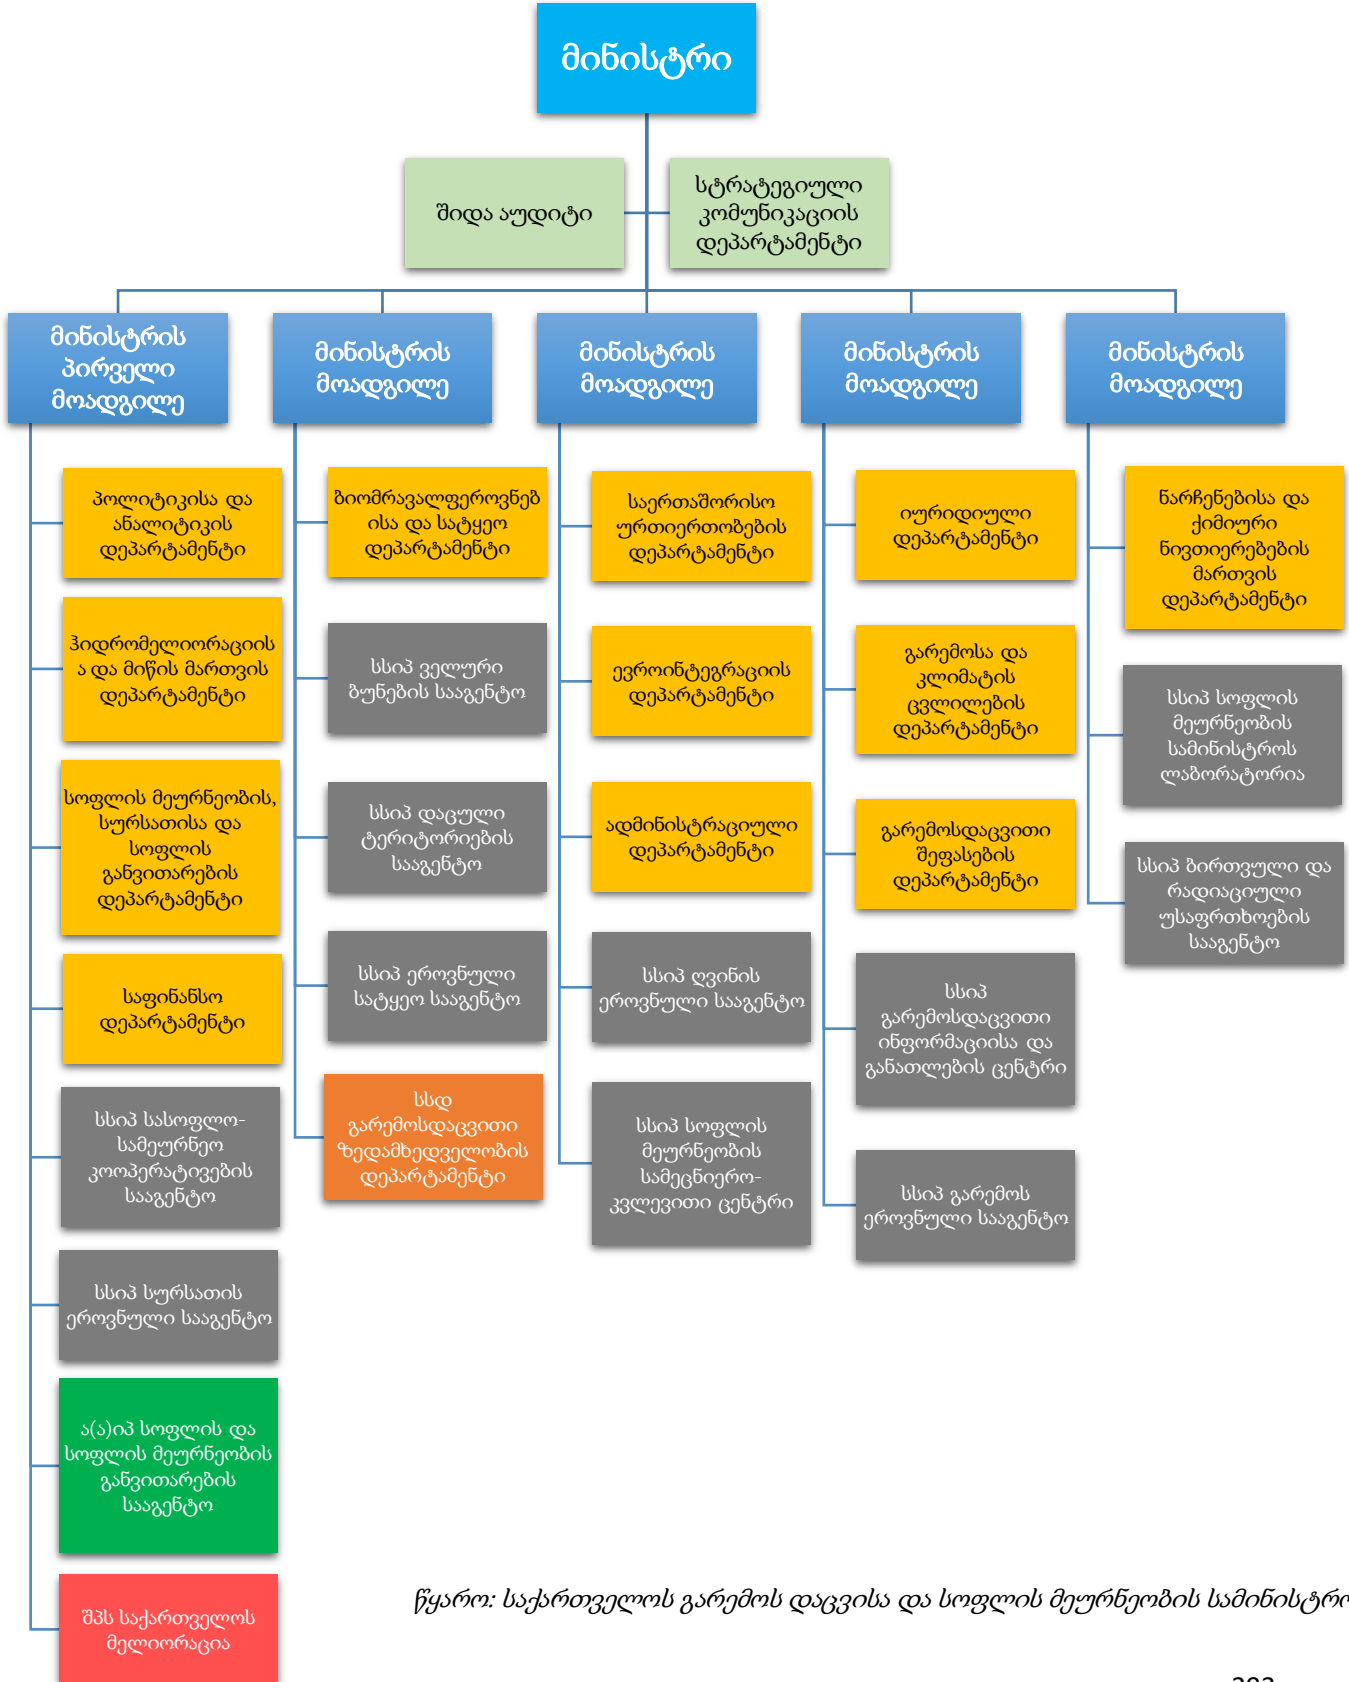 მინისტრი
შიდა აუდიტი
სტრატეგიული
კომუნიკაციის
დეპარტამენტი
მინისტრის
პირველი
მოადგილე
მინისტრის
მოადგილე
მინისტრის
მოადგილე
მინისტრის
მოადგილე
მინისტრის
მოადგილე
პოლიტიკისა და
ანალიტიკის
დეპარტამენტი
ჰიდრომელიორაციის
ა და მიწის მართვის
დეპარტამენტი
სოფლის მეურნეობის,
სურსათისა და
სოფლის
განვითარების
დეპარტამენტი
საფინანსო
დეპარტამენტი
სსიპ სასოფლო-
სამეურნეო
კოოპერატივების
სააგენტო
სსიპ სურსათის
ეროვნული სააგენტო
ა(ა)იპ სოფლის და
სოფლის მეურნეობის
განვითარების
სააგენტო
შპს საქართველოს
მელიორაცია
ბიომრავალფეროვნებ
ისა და სატყეო
დეპარტამენტი
სსიპ ველური
ბუნების სააგენტო
სსიპ დაცული
ტერიტორიების
სააგენტო
სსიპ ეროვნული
სატყეო სააგენტო
სსდ
გარემოსდაცვითი
ზედამხედველობის
დეპარტამენტი
საერთაშორისო
ურთიერთობების
დეპარტამენტი
ევროინტეგრაციის
დეპარტამენტი
ადმინისტრაციული
დეპარტამენტი
სსიპ ღვინის
ეროვნული სააგენტო
სსიპ სოფლის
მეურნეობის
სამეცნიერო-
კვლევითი ცენტრი
იურიდიული
დეპარტამენტი
გარემოსა და
კლიმატის
ცვლილების
დეპარტამენტი
გარემოსდაცვითი
შეფასების
დეპარტამენტი
სსიპ
გარემოსდაცვითი
ინფორმაციისა და
განათლების ცენტრი
სსიპ გარემოს
ეროვნული სააგენტო
ნარჩენებისა და
ქიმიური
ნივთიერებების
მართვის
დეპარტამენტი
სსიპ სოფლის
მეურნეობის
სამინისტროს
ლაბორატორია
სსიპ ბირთვული და
რადიაციული
უსაფრთხოების
სააგენტო
წყარო: საქართველოს გარემოს დაცვისა და სოფლის მეურნეობის სამინისტრო